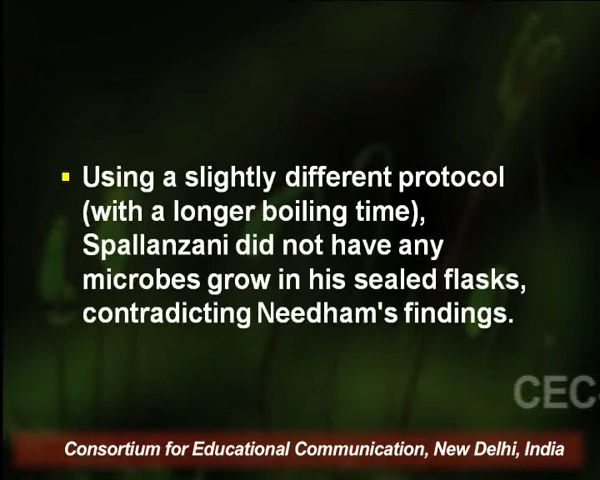 Using a slightly different protocol
(with a longer boiling time),
Spallanzani did not have any
microbes grow in his sealed flasks,
contradicting Needham's findings.
CEC
Consortium for Educational Communication, New Delhi, India